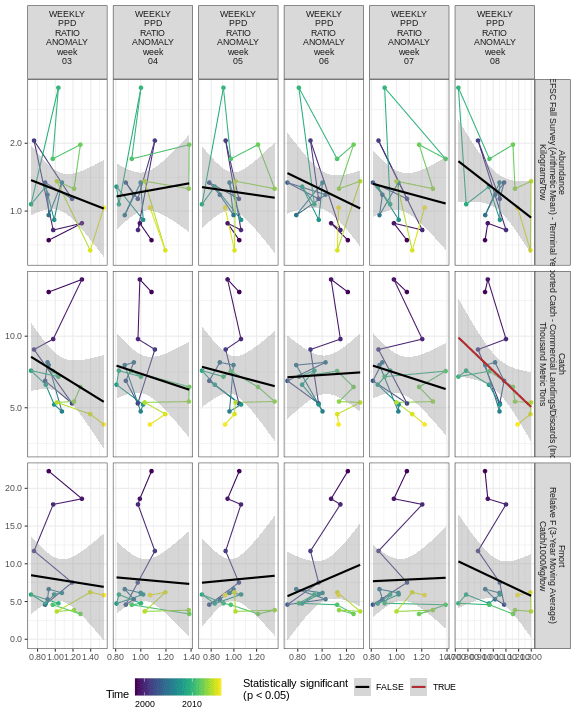 WEEKLY
PPD
RATIO
ANOMALY
week
03
WEEKLY
PPD
RATIO
ANOMALY
week
04
WEEKLY
PPD
RATIO
ANOMALY
week
05
WEEKLY
PPD
RATIO
ANOMALY
week
06
WEEKLY
PPD
RATIO
ANOMALY
week
07
WEEKLY
PPD
RATIO
ANOMALY
week
08
2.0
1.0
Abundance
EFSC Fall Survey (Arithmetic Mean) - Terminal Ye
Kilograms/Tow
10.0
5.0
Catch
ported Catch - Commercial Landings/Discards (Inc
Thousand Metric Tons
20.0
15.0
10.0
5.0
0.0
Fmort
Relative F (3-Year Moving Average)
Catch/1000/kg/tow
0.80 1.00 1.20 1.40
0.80 1.00 1.20
0.80 1.00 1.20
0.80 1.00 1.20
0.80 1.00 1.20
Time
2000 2010
Statistically significant
(p < 0.05)
FALSE
TRUE